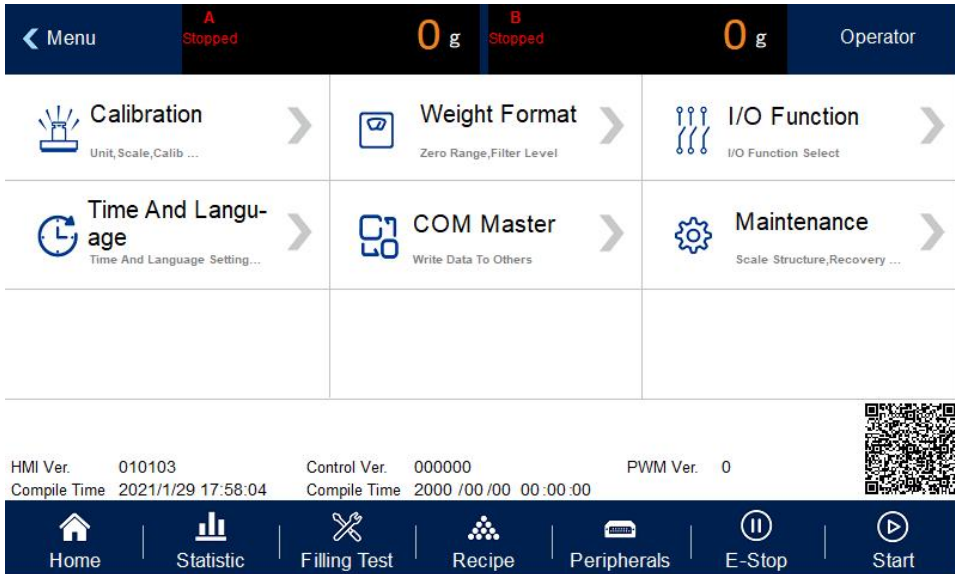 Menu
A
Stopped
0 g
B
Stopped
0 g
Operator
Calibration
Unit,Scale,Calib ...
Weight Format
Zero Range,Filter Level
I/O Function
I/O Function Select
Time And Langu-
age
Time And Language Setting...
COM Master
Write Data To Others
Maintenance
Scale Structure,Recovery ...
HMI Ver. 010103 Control Ver. 000000 PWM Ver. 0
Compile Time 2021/1/29 17:58:04 Compile Time 2000 /00 /00 00:00:00
Home Statistic Filling Test Recipe Peripherals E-Stop Start